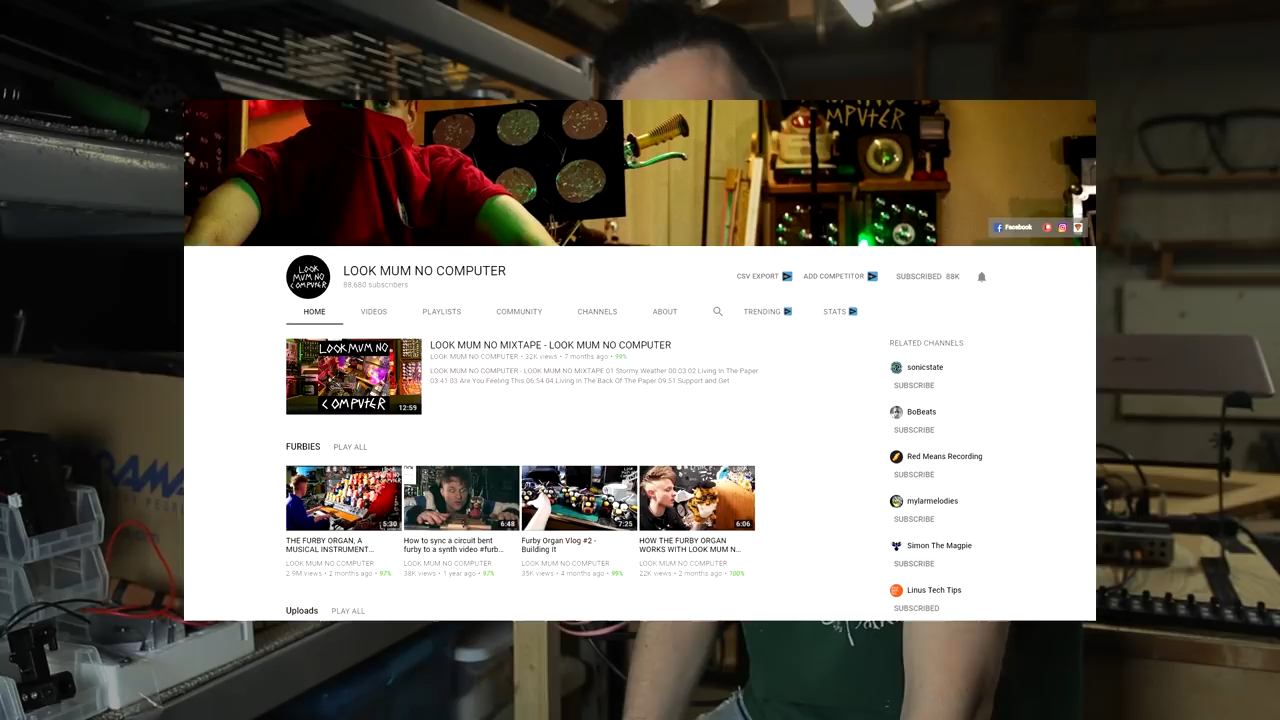 MPUTER
Facebook
LOOK
MUM NO
COMPUTER
LOOK MUM NO COMPUTER
88,680 subscribers
CSV EXPORT
ADD COMPETITOR
SUBSCRIBED 88K
HOME
VIDEOS
PLAYLISTS
COMMUNITY
CHANNELS
ABOUT
TRENDING
STATS
LOOK MUM NO
COMPUTER
12:59
LOOK MUM NO MIXTAPE - LOOK MUM NO COMPUTER
LOOK MUM NO COMPUTER • 32K views • 7 months ago • 99%
LOOK MUM NO COMPUTER - LOOK MUM NO MIXTAPE 01 Stormy Weather 00 03:02 Living In The Paper
03:41 03 Are You Feeling This 06:54 04 Living in The Back Of The Paper 09:51 Support and Get
FURBIES PLAY ALL
5:30
6:48
7:25
6:06
THE FURBY ORGAN, A
MUSICAL INSTRUMENT...
LOOK MUM NO COMPUTER
2.9M views • 2 months ago • 97%
How to sync a circuit bent
furby to a synth video #furb...
LOOK MUM NO COMPUTER
38K views • 1 year ago • 97%
Furby Organ Vlog #2 -
Building It
LOOK MUM NO COMPUTER
35K views • 4 months ago • 99%
HOW THE FURBY ORGAN
WORKS WITH LOOK MUM N...
LOOK MUM NO COMPUTER
22K views • 2 months ago • 100%
Uploads PLAY ALL
RELATED CHANNELS
sonicstate
SUBSCRIBE
BoBeats
SUBSCRIBE
Red Means Recording
SUBSCRIBE
mylarmelodies
SUBSCRIBE
Simon The Magpie
SUBSCRIBE
Linus Tech Tips
SUBSCRIBED